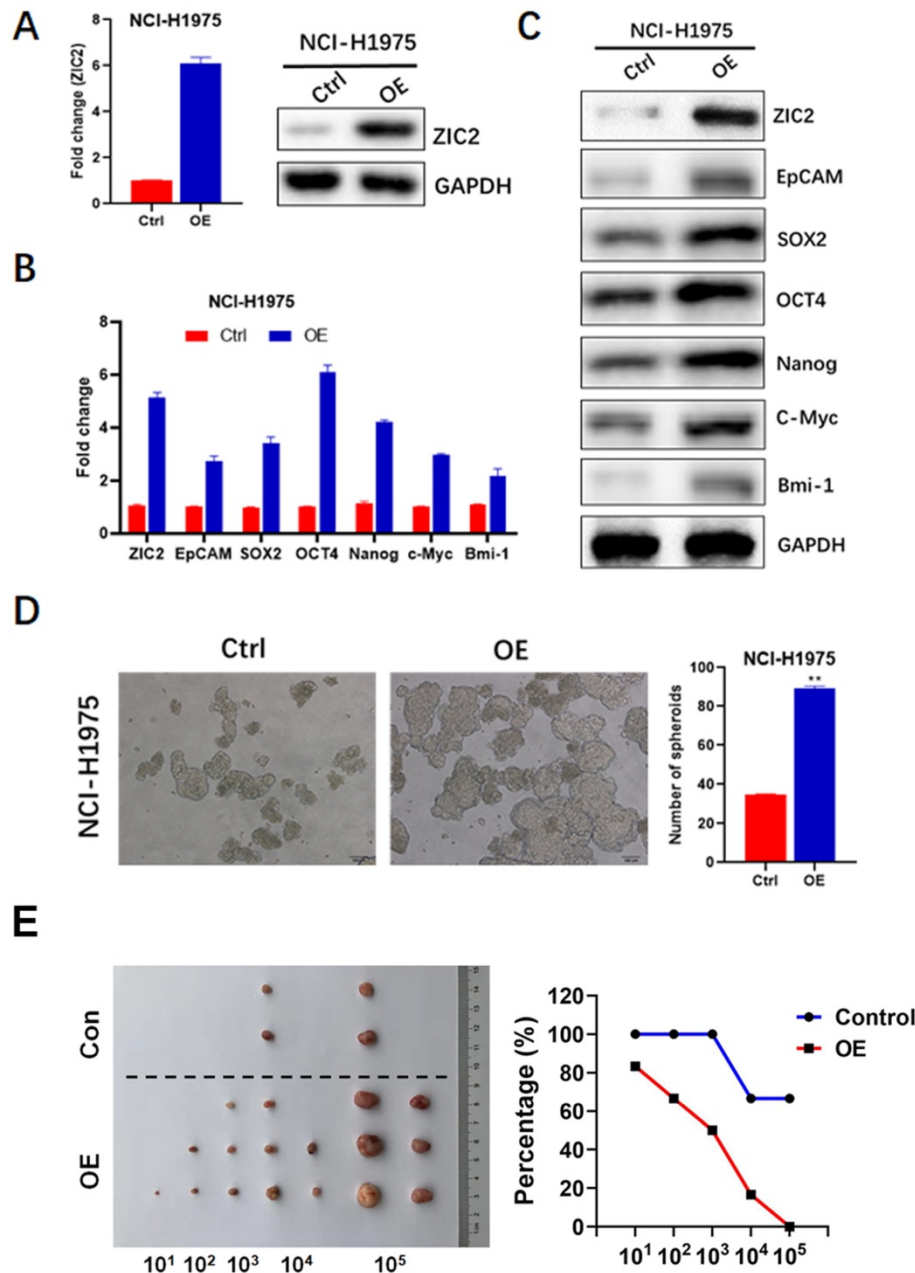 A
NCI-H1975
Fold change (ZIC2)
8
6
4
2
0
Ctrl
OE
NCI-H1975
Ctrl
OE
ZIC2
GAPDH
B
NCI-H1975
Ctrl
OE
Fold change
8
6
4
2
0
ZIC2 EpCAM SOX2 OCT4 Nanog c-Myc Bmi-1
C
NCI-H1975
Ctrl
OE
ZIC2
EpCAM
SOX2
OCT4
Nanog
C-Myc
Bmi-1
GAPDH
D
Ctrl
OE
NCI-H1975
NCI-H1975
Number of spheroids
100
80
60
40
20
0
**
Ctrl
OE
E
Con
OE
10¹ 10² 10³ 10⁴ 10⁵
Percentage (%)
120
100
80
60
40
20
0
10¹ 10² 10³ 10⁴ 10⁵
Control
OE